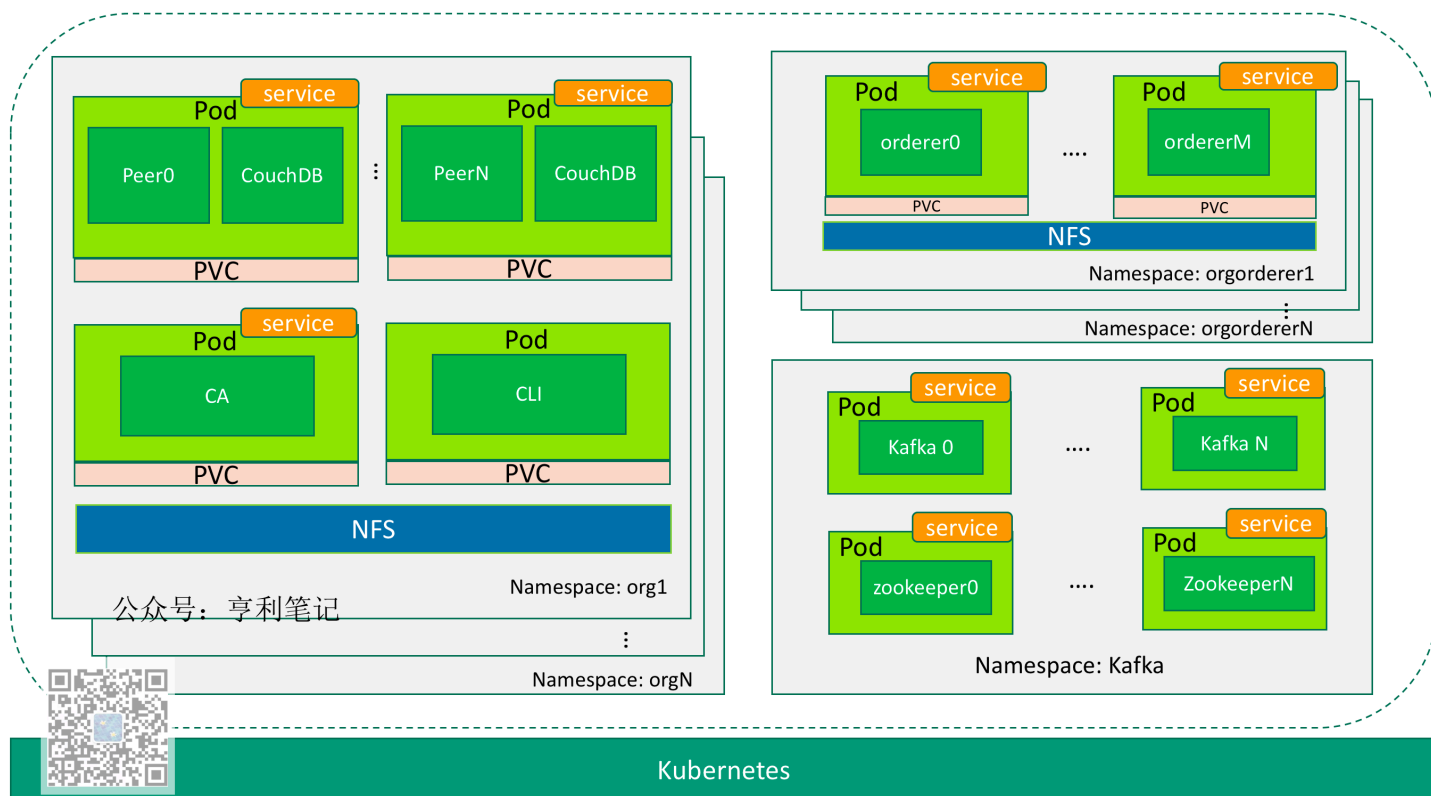 service
service
Pod
Pod
Peer0
CouchDB
⋮
PeerN
CouchDB
PVC
PVC
service
Pod
Pod
CA
CLI
PVC
PVC
NFS
Namespace: org1
公众号：亨利笔记
⋮
Namespace: orgN
service
service
Pod
Pod
orderer0
....
ordererM
PVC
PVC
NFS
Namespace: orgorderer1
⋮
Namespace: orgordererN
service
service
Pod
Pod
Kafka 0
....
Kafka N
service
service
Pod
Pod
zookeeper0
....
ZookeeperN
Namespace: Kafka
Kubernetes